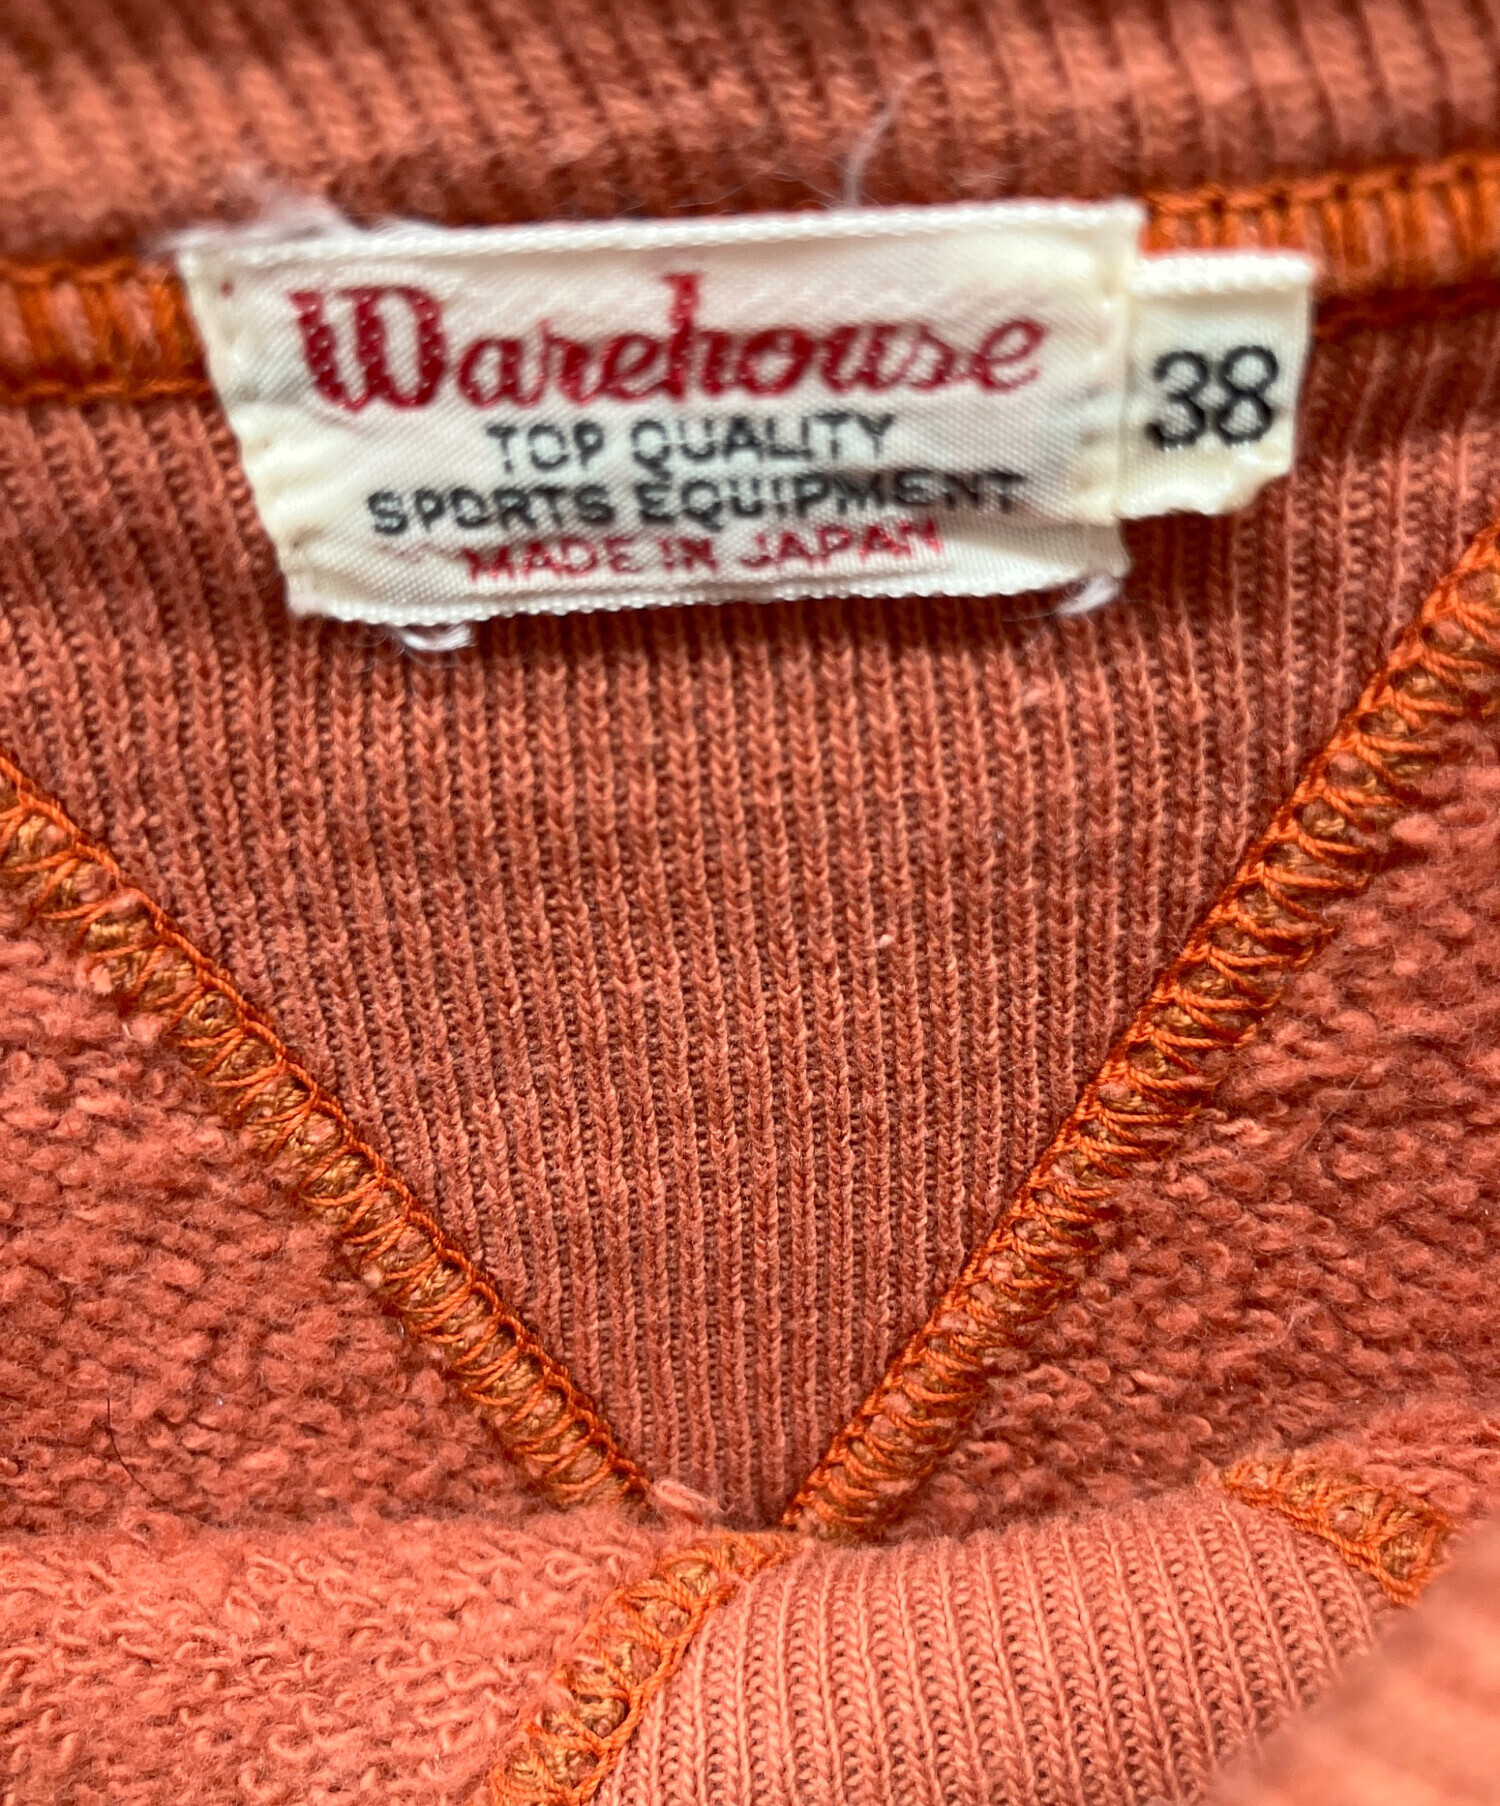 Warehouse
38
TOP QUALITY
SPORTS EQUIPMENT
MADE IN JAPAN